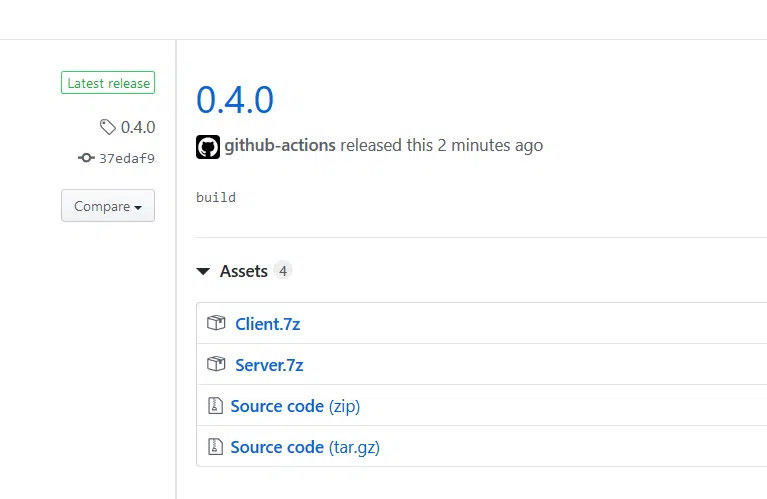 Latest release
0.4.0
37edaf9
Compare
0.4.0
github-actions released this 2 minutes ago
build
Assets 4
Client.7z
Server.7z
Source code (zip)
Source code (tar.gz)